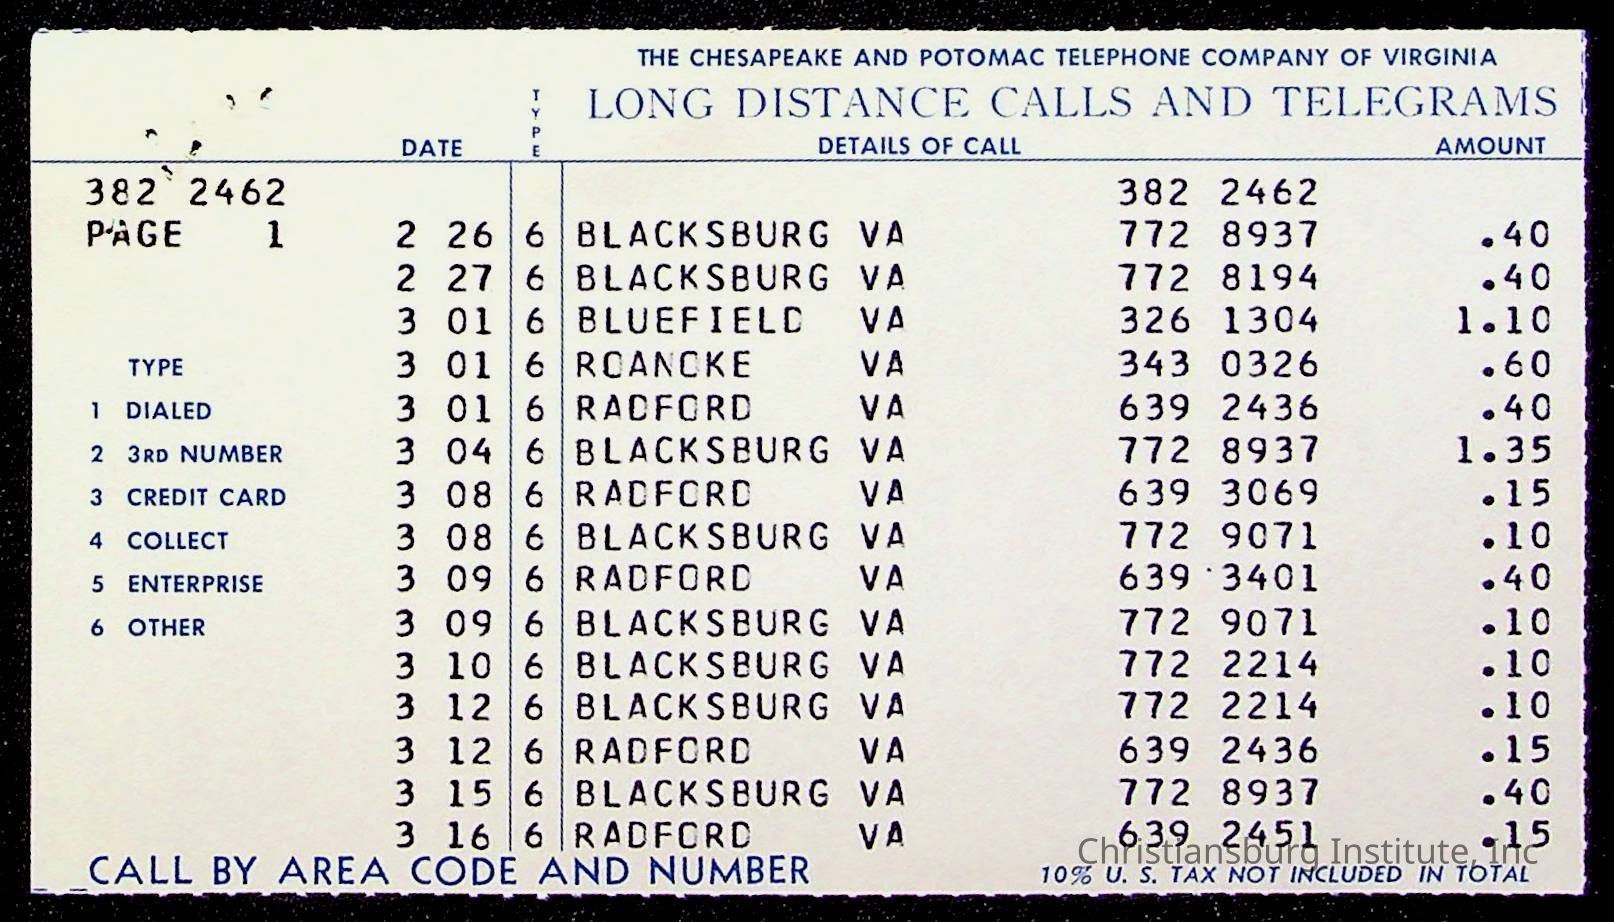 THE CHESAPEAKE AND POTOMAC TELEPHONE COMPANY OF VIRGINIA
LONG DISTANCE CALLS AND TELEGRAMS
DATE TYPE DETAILS OF CALL AMOUNT
382 2462 382 2462
PAGE 1 2 26 6 BLACKSBURG VA 772 8937 .40
2 27 6 BLACKSBURG VA 772 8194 .40
3 01 6 BLUEFIELD VA 326 1304 1.10
TYPE 3 01 6 ROANOKE VA 343 0326 .60
1 DIALED 3 01 6 RADFORD VA 639 2436 .40
2 3RD NUMBER 3 04 6 BLACKSBURG VA 772 8937 1.35
3 CREDIT CARD 3 08 6 RADFORD VA 639 3069 .15
4 COLLECT 3 08 6 BLACKSBURG VA 772 9071 .10
5 ENTERPRISE 3 09 6 RADFORD VA 639 3401 .40
6 OTHER 3 09 6 BLACKSBURG VA 772 9071 .10
3 10 6 BLACKSBURG VA 772 2214 .10
3 12 6 BLACKSBURG VA 772 2214 .10
3 12 6 RADFORD VA 639 2436 .15
3 15 6 BLACKSBURG VA 772 8937 .40
3 16 6 RADFORD VA 639 2451 .15
Christiansburg Institute, Inc
CALL BY AREA CODE AND NUMBER 10% U. S. TAX NOT INCLUDED IN TOTAL